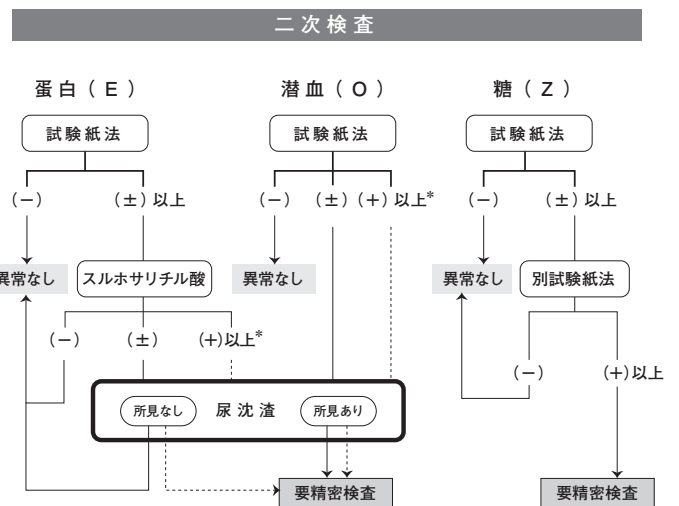 二次検査
蛋白（E） 潜血（O） 糖（Z）
試験紙法 試験紙法 試験紙法
（－） （±）以上 （－） （±）（＋）以上* （－） （±）以上
異常なし スルホサリチル酸 異常なし 異常なし 別試験紙法
（－） （±） （+）以上*
（－） （+）以上
所見なし 尿沈渣 所見あり
要精密検査 要精密検査